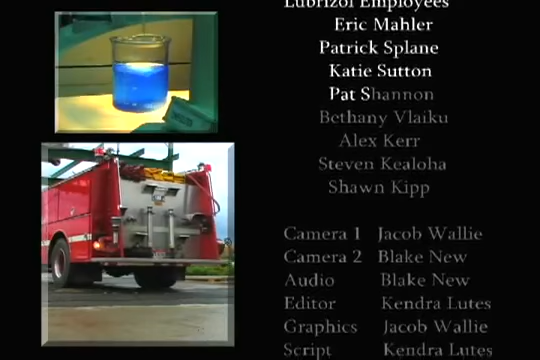 Lubrizol Employees
Eric Mahler
Patrick Splane
Katie Sutton
Pat Shannon
Bethany Vlaiku
Alex Kerr
Steven Kealoha
Shawn Kipp
Camera 1 Jacob Wallie
Camera 2 Blake New
Audio Blake New
Editor Kendra Lutes
Graphics Jacob Wallie
Script Kendra Lutes